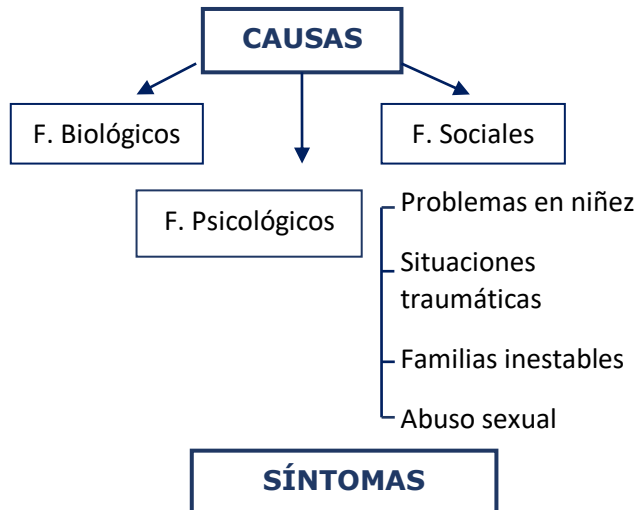 CAUSAS
F. Biológicos
F. Sociales
F. Psicológicos
Problemas en niñez
Situaciones
traumáticas
Familias inestables
Abuso sexual
SÍNTOMAS